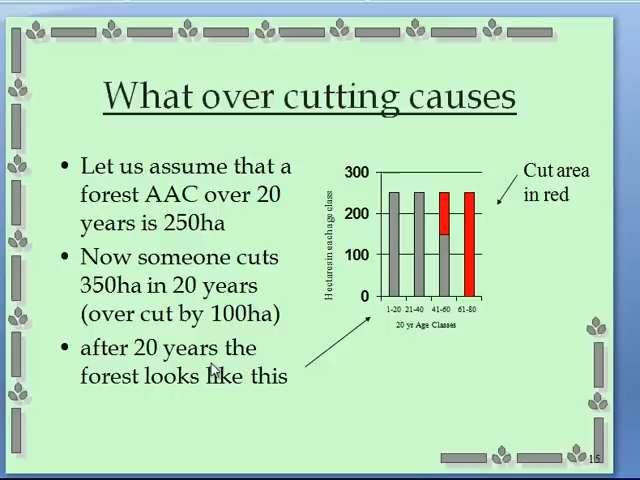 What over cutting causes
• Let us assume that a
forest AAC over 20
years is 250ha
• Now someone cuts
350ha in 20 years
(over cut by 100ha)
• after 20 years the
forest looks like this
Hectares in each age class
300
200
100
0
1-20 21-40 41-60 61-80
20 yr Age Classes
Cut area
in red
15